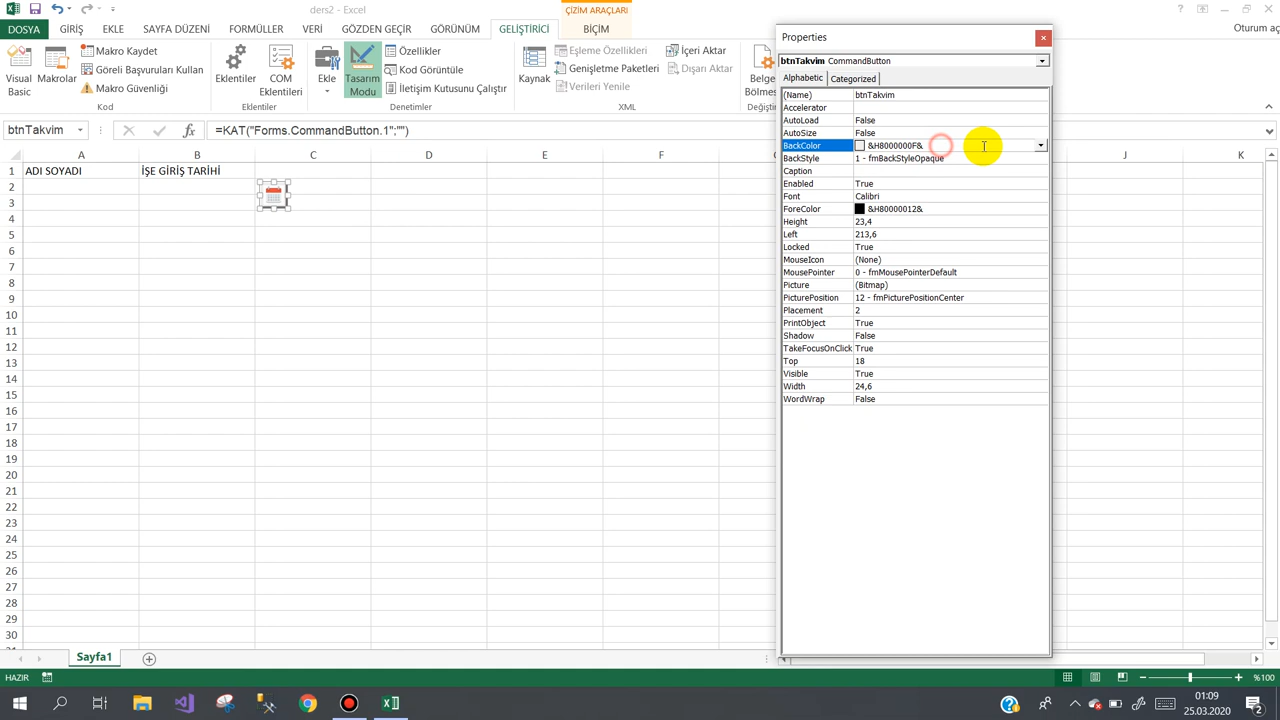 ders2 - Excel
ÇİZİM ARAÇLARI
Oturum aç
DOSYA GİRİŞ EKLE SAYFA DÜZENİ FORMÜLLER VERİ GÖZDEN GEÇİR GÖRÜNÜM GELİŞTİRİCİ BİÇİM
Visual Basic
Makrolar
Makro Kaydet
Göreli Başvuruları Kullan
Makro Güvenliği
Kod
Eklentiler
COM Eklentileri
Eklentiler
Ekle
Tasarım Modu
Özellikler
Kod Görüntüle
İletişim Kutusunu Çalıştır
Denetimler
Kaynak
Eşleme Özellikleri
Genişletme Paketleri
Verileri Yenile
İçeri Aktar
Dışarı Aktar
XML
Belge
Bölmes
btnTakvim
=KAT("Forms.CommandButton.1";"")
A B C D E F J K
1 ADI SOYADI İŞE GİRİŞ TARİHİ
2
3
4
5
6
7
8
9
10
11
12
13
14
15
16
17
18
19
20
21
22
23
24
25
26
27
28
29
30
Properties
btnTakvim CommandButton
Alphabetic Categorized
(Name) btnTakvim
Accelerator
AutoLoad False
AutoSize False
BackColor &H8000000F&
BackStyle 1 - fmBackStyleOpaque
Caption
Enabled True
Font Calibri
ForeColor &H80000012&
Height 23,4
Left 213,6
Locked True
MouseIcon (None)
MousePointer 0 - fmMousePointerDefault
Picture (Bitmap)
PicturePosition 12 - fmPicturePositionCenter
Placement 2
PrintObject True
Shadow False
TakeFocusOnClick True
Top 18
Visible True
Width 24,6
WordWrap False
Sayfa1
HAZIR
%100
01:09
25.03.2020
2